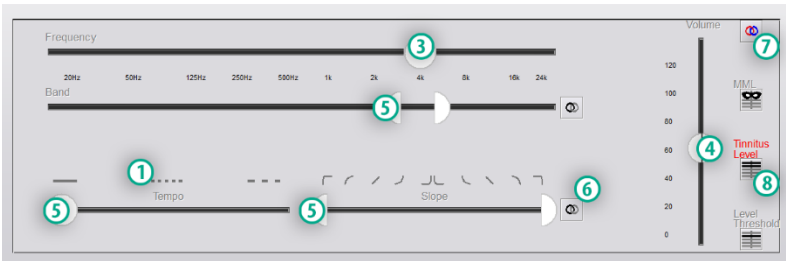 Frequency
Volume
7
3
20Hz 50Hz 125Hz 250Hz 500Hz 1k 2k 4k 8k 16k 24k
120
MML
Band
100
5
80
4
Tinnitus
Level
60
1
8
40
6
Tempo Slope
5 5
20
Level
Threshold
0